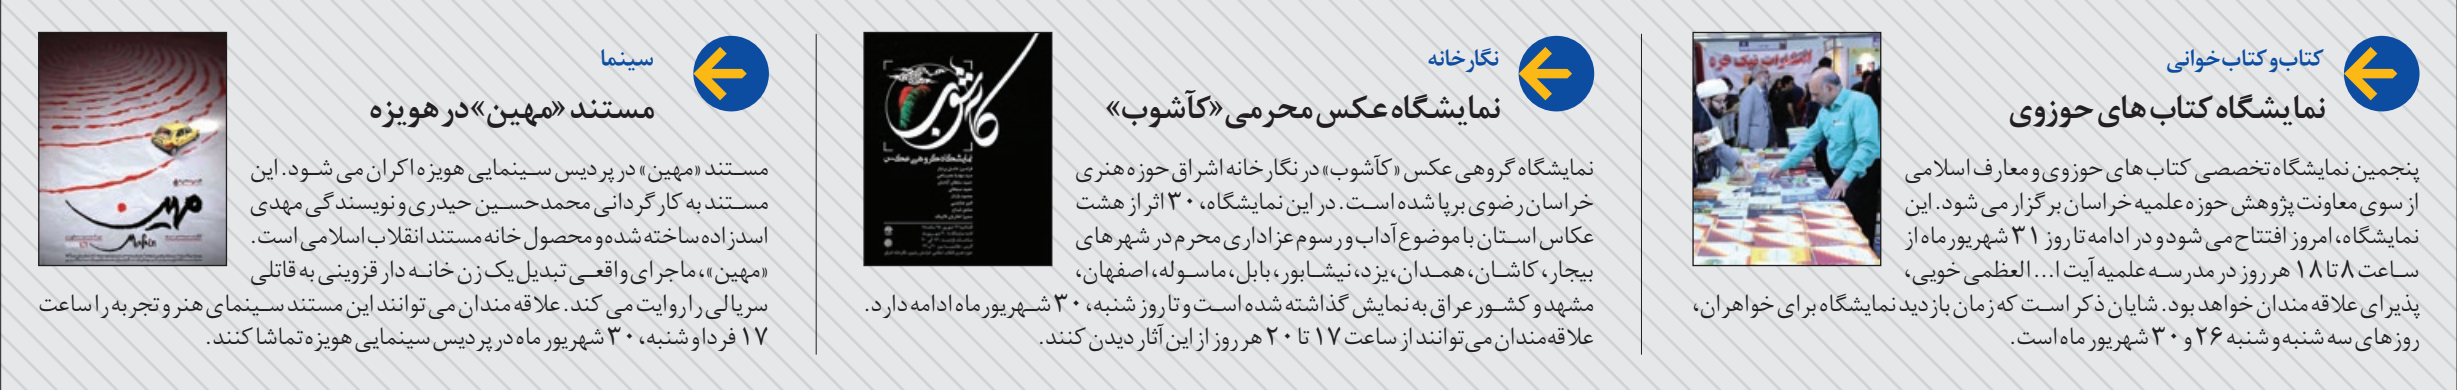 کتاب و کتاب‌خوانی
نمایشگاه کتاب‌های حوزوی
پنجمین نمایشگاه تخصصی کتاب‌های حوزوی و معارف اسلامی
از سوی معاونت پژوهش حوزه علمیه خراسان برگزار می‌شود. این
نمایشگاه، امروز افتتاح می‌شود و در ادامه تا روز ۳۱ شهریورماه از
ساعت ۸ تا ۱۸ هر روز در مدرسه علمیه آیت ا... العظمی خویی،
پذیرای علاقه‌مندان خواهد بود. شایان ذکر است که زمان بازدید نمایشگاه برای خواهران،
روزهای سه شنبه و شنبه ۲۶ و ۳۰ شهریورماه است.
نگارخانه
نمایشگاه عکس محرمی «کآشوب»
کآشوب
نمایشگاه گروهی عکس
نمایشگاه گروهی عکس «کآشوب» در نگارخانه اشراق حوزه هنری
خراسان رضوی برپا شده است. در این نمایشگاه، ۳۰ اثر از هشت
عکاس استان با موضوع آداب و رسوم عزاداری محرم در شهرهای
بیجار، کاشان، همدان، یزد، نیشابور، بابل، ماسوله، اصفهان،
مشهد و کشور عراق به نمایش گذاشته شده است و تا روز شنبه، ۳۰ شهریورماه ادامه دارد.
علاقه‌مندان می‌توانند از ساعت ۱۷ تا ۲۰ هر روز از این آثار دیدن کنند.
سینما
مستند «مهین» در هویزه
مهین
Mahin
مستند «مهین» در پردیس سینمایی هویزه اکران می‌شود. این
مستند به کارگردانی محمدحسین حیدری و نویسندگی مهدی
اسدزاده ساخته شده و محصول خانه مستند انقلاب اسلامی است.
«مهین»، ماجرای واقعی تبدیل یک زن خانه‌دار قزوینی به قاتلی
سریالی را روایت می‌کند. علاقه‌مندان می‌توانند این مستند سینمای هنر و تجربه را ساعت
۱۷ فردا و شنبه، ۳۰ شهریورماه در پردیس سینمایی هویزه تماشا کنند.